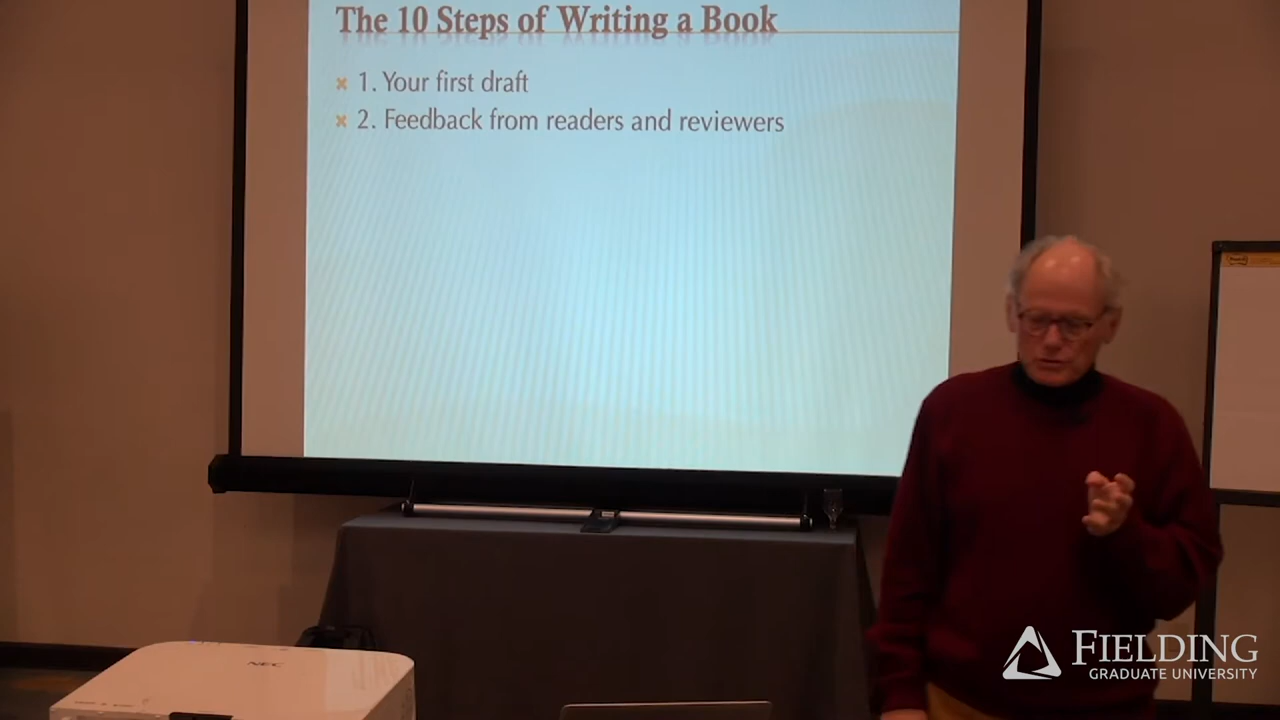 The 10 Steps of Writing a Book
1. Your first draft
2. Feedback from readers and reviewers
NEC
FIELDING
GRADUATE UNIVERSITY